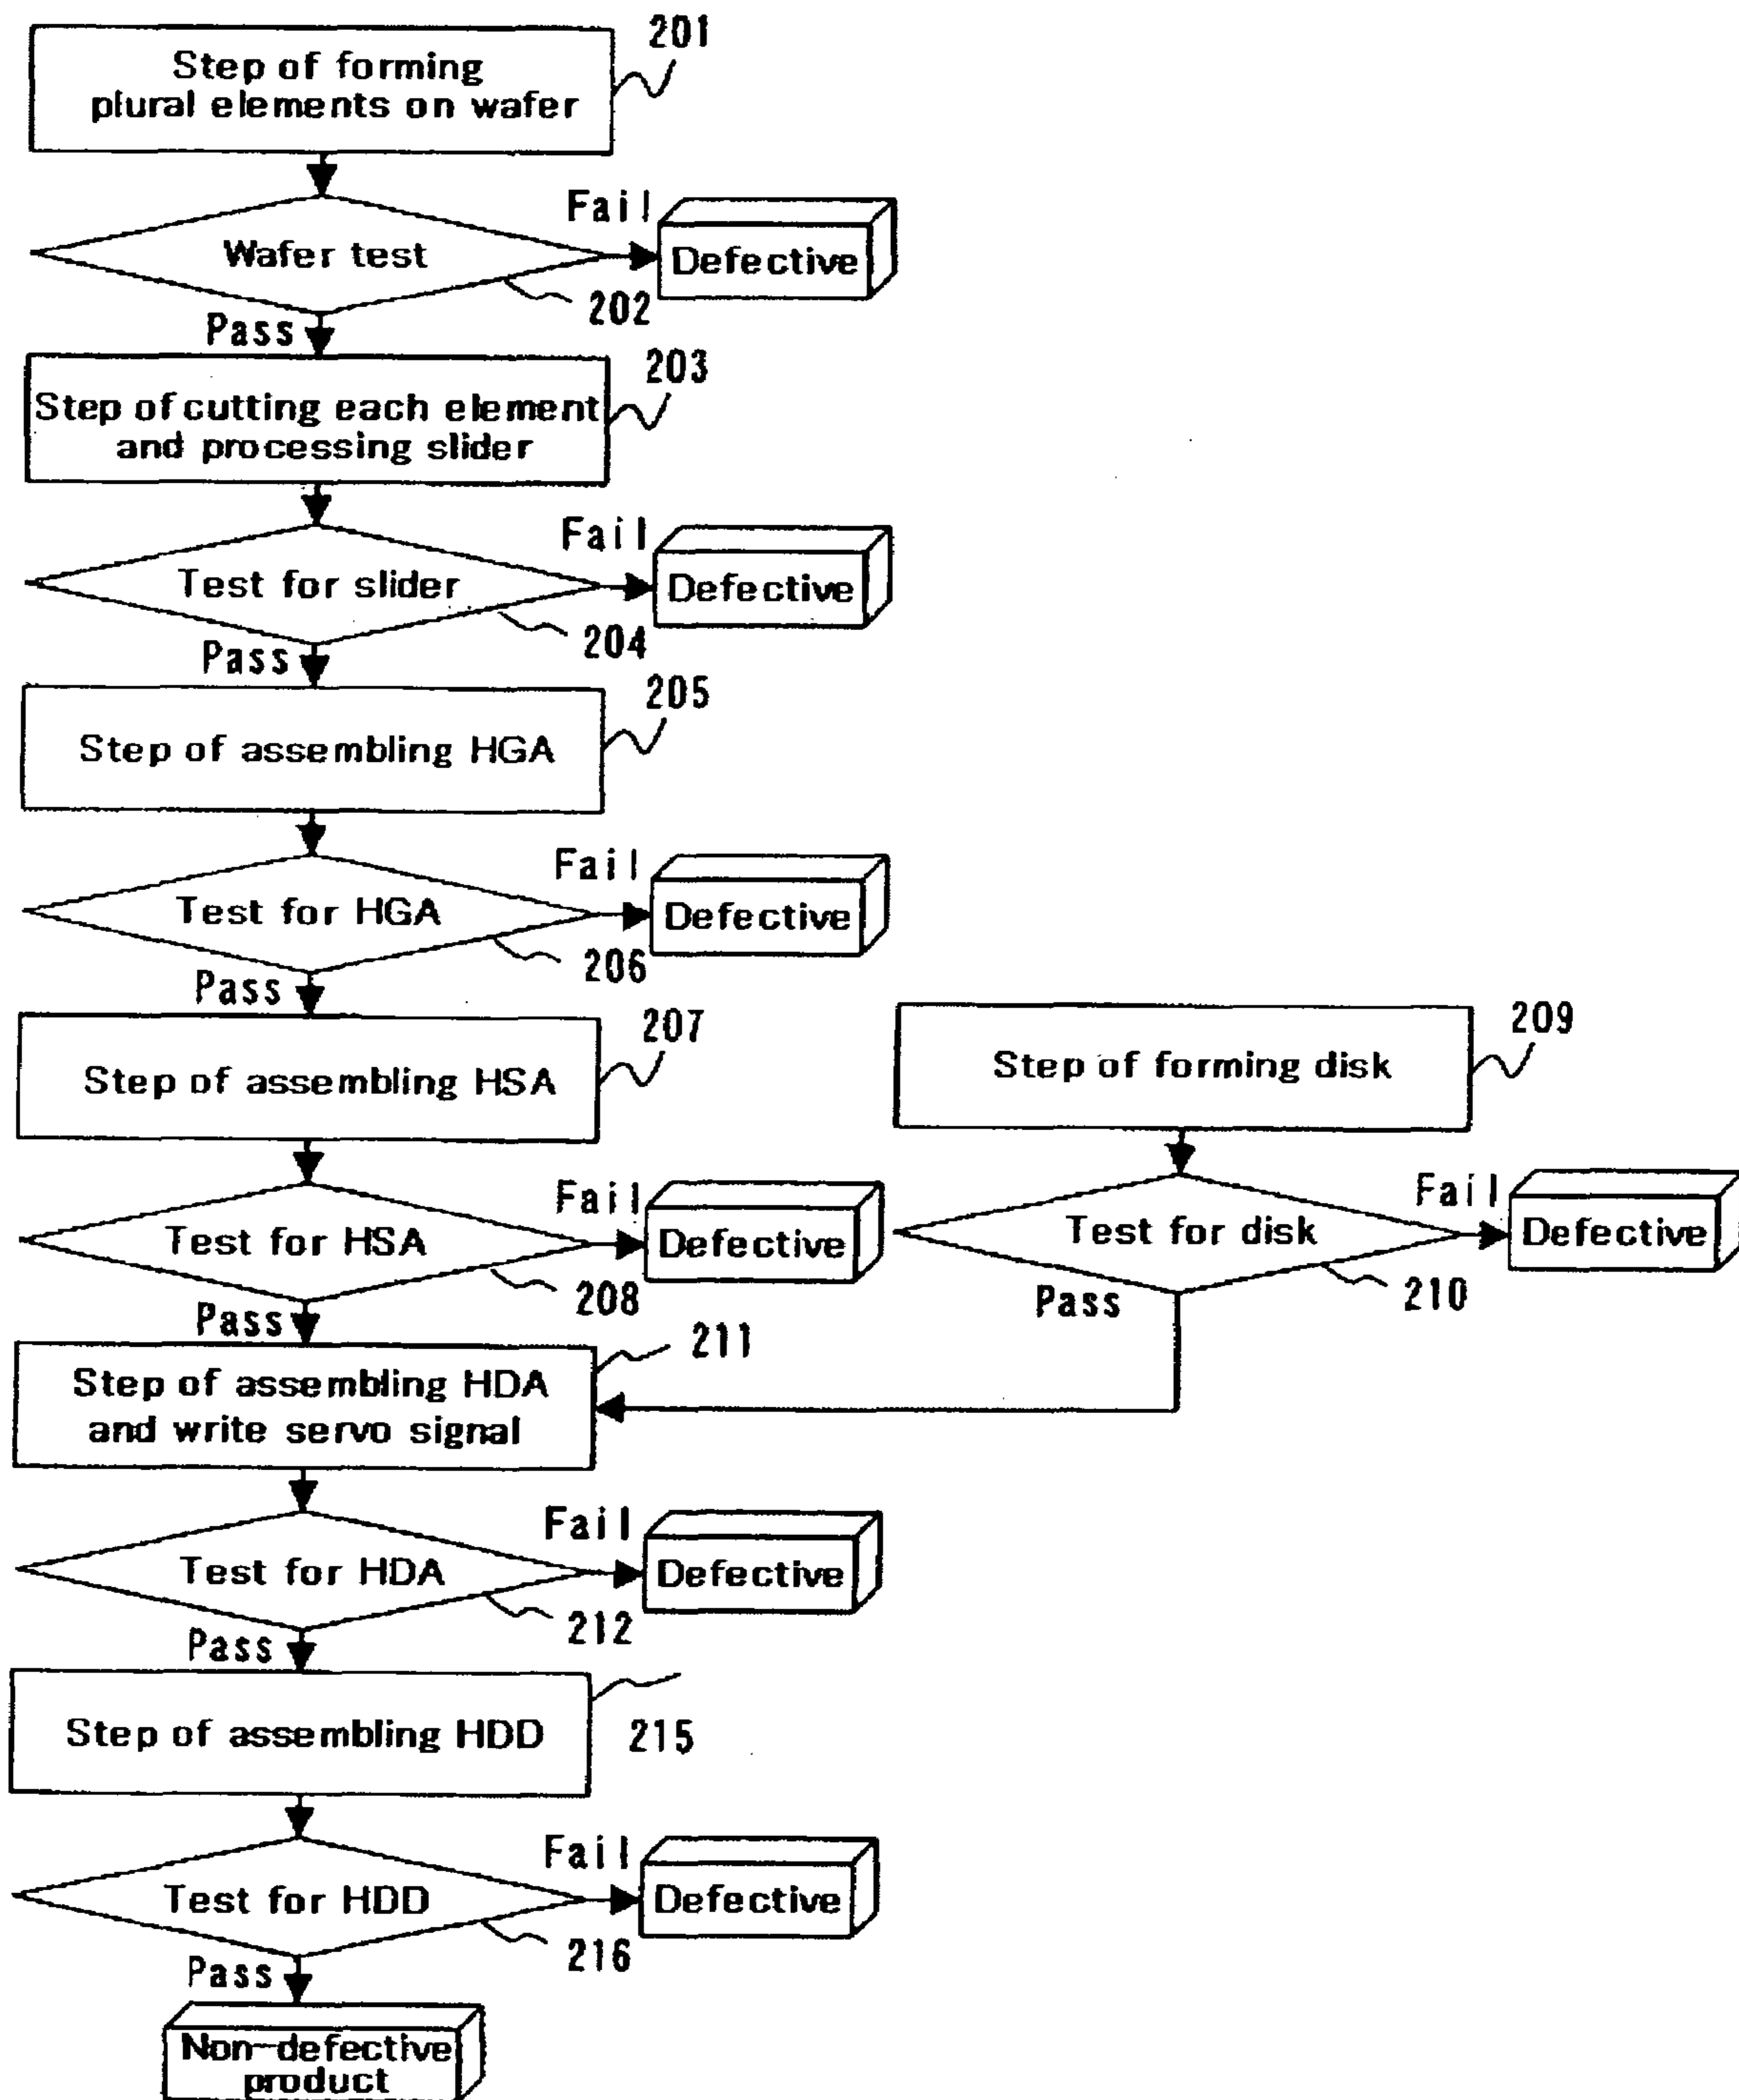 201
Step of forming
plural elements on wafer
Fail
Wafer test
Defective
202
Pass
203
Step of cutting each element
and processing slider
Fail
Test for slider
Defective
204
Pass
205
Step of assembling HGA
Fail
Test for HGA
Defective
206
Pass
207
Step of assembling HSA
209
Step of forming disk
Fail
Test for HSA
Defective
208
Pass
Fail
Test for disk
Defective
210
Pass
211
Step of assembling HDA
and write servo signal
Fail
Test for HDA
Defective
212
Pass
Step of assembling HDD
215
Fail
Test for HDD
Defective
216
Pass
Non-defective
product